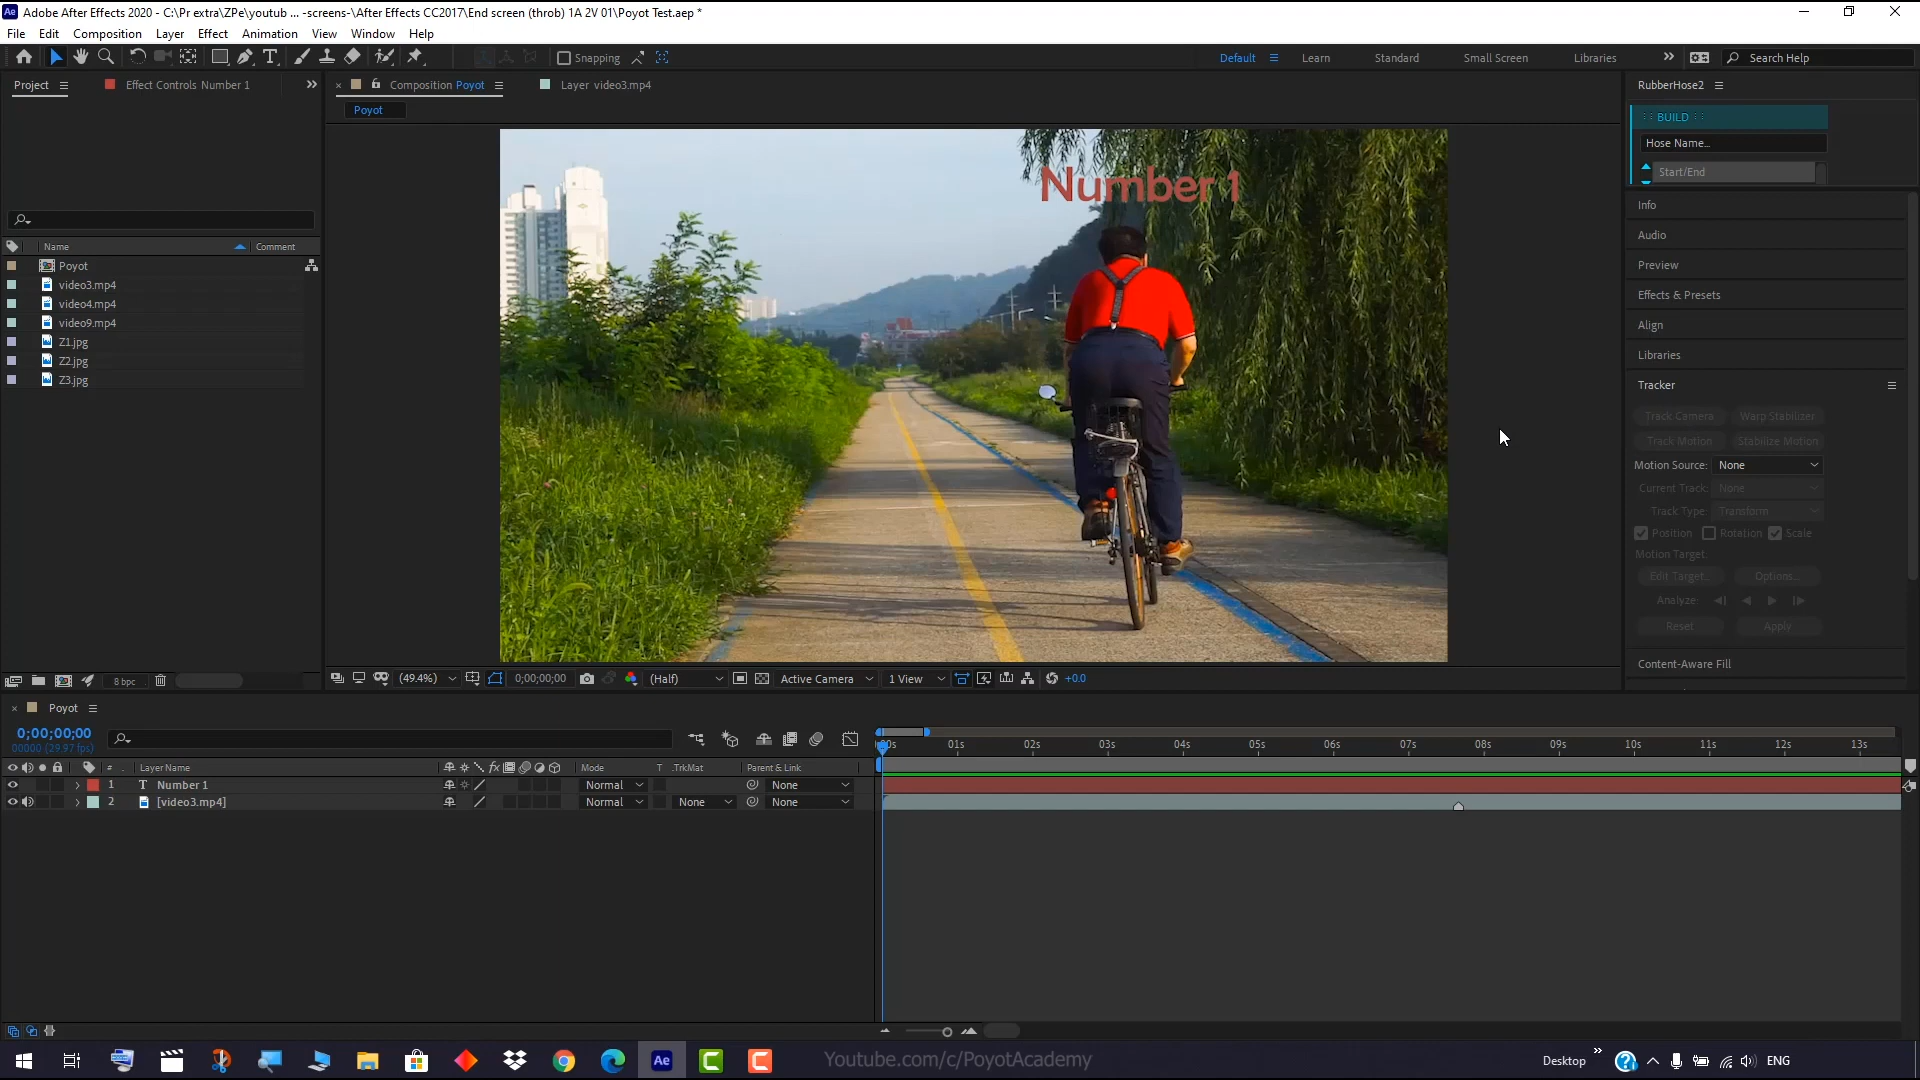 Adobe After Effects 2020 - C:\Pr extra\ZPe\youtub ... -screens-\After Effects CC2017\End screen (throb) 1A 2V 01\Poyot Test.aep *
File Edit Composition Layer Effect Animation View Window Help
Snapping
Default Learn Standard Small Screen Libraries Search Help
Project Effect Controls Number 1
Composition Poyot Layer video3.mp4
Poyot
Number 1
Name Comment
Poyot
video3.mp4
video4.mp4
video9.mp4
Z1.jpg
Z2.jpg
Z3.jpg
8 bpc
(49.4%) 0;00;00;00 (Half) Active Camera 1 View +0.0
RubberHose2
BUILD
Hose Name...
Start/End
Info
Audio
Preview
Effects & Presets
Align
Libraries
Tracker
Track Camera Warp Stabilizer
Track Motion Stabilize Motion
Motion Source: None
Current Track: None
Track Type: Transform
Position Rotation Scale
Motion Target:
Edit Target... Options...
Analyze:
Reset Apply
Content-Aware Fill
Poyot
0;00;00;00
00000 (29.97 fps)
00s 01s 02s 03s 04s 05s 06s 07s 08s 09s 10s 11s 12s 13s
# Layer Name Mode T .TrkMat Parent & Link
1 T Number 1 Normal None
2 [video3.mp4] Normal None None
Youtube.com/c/PoyotAcademy
Desktop ENG